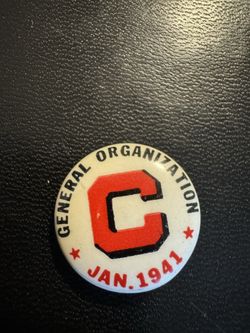 GENERAL ORGANIZATION
C
★ JAN. 1941 ★